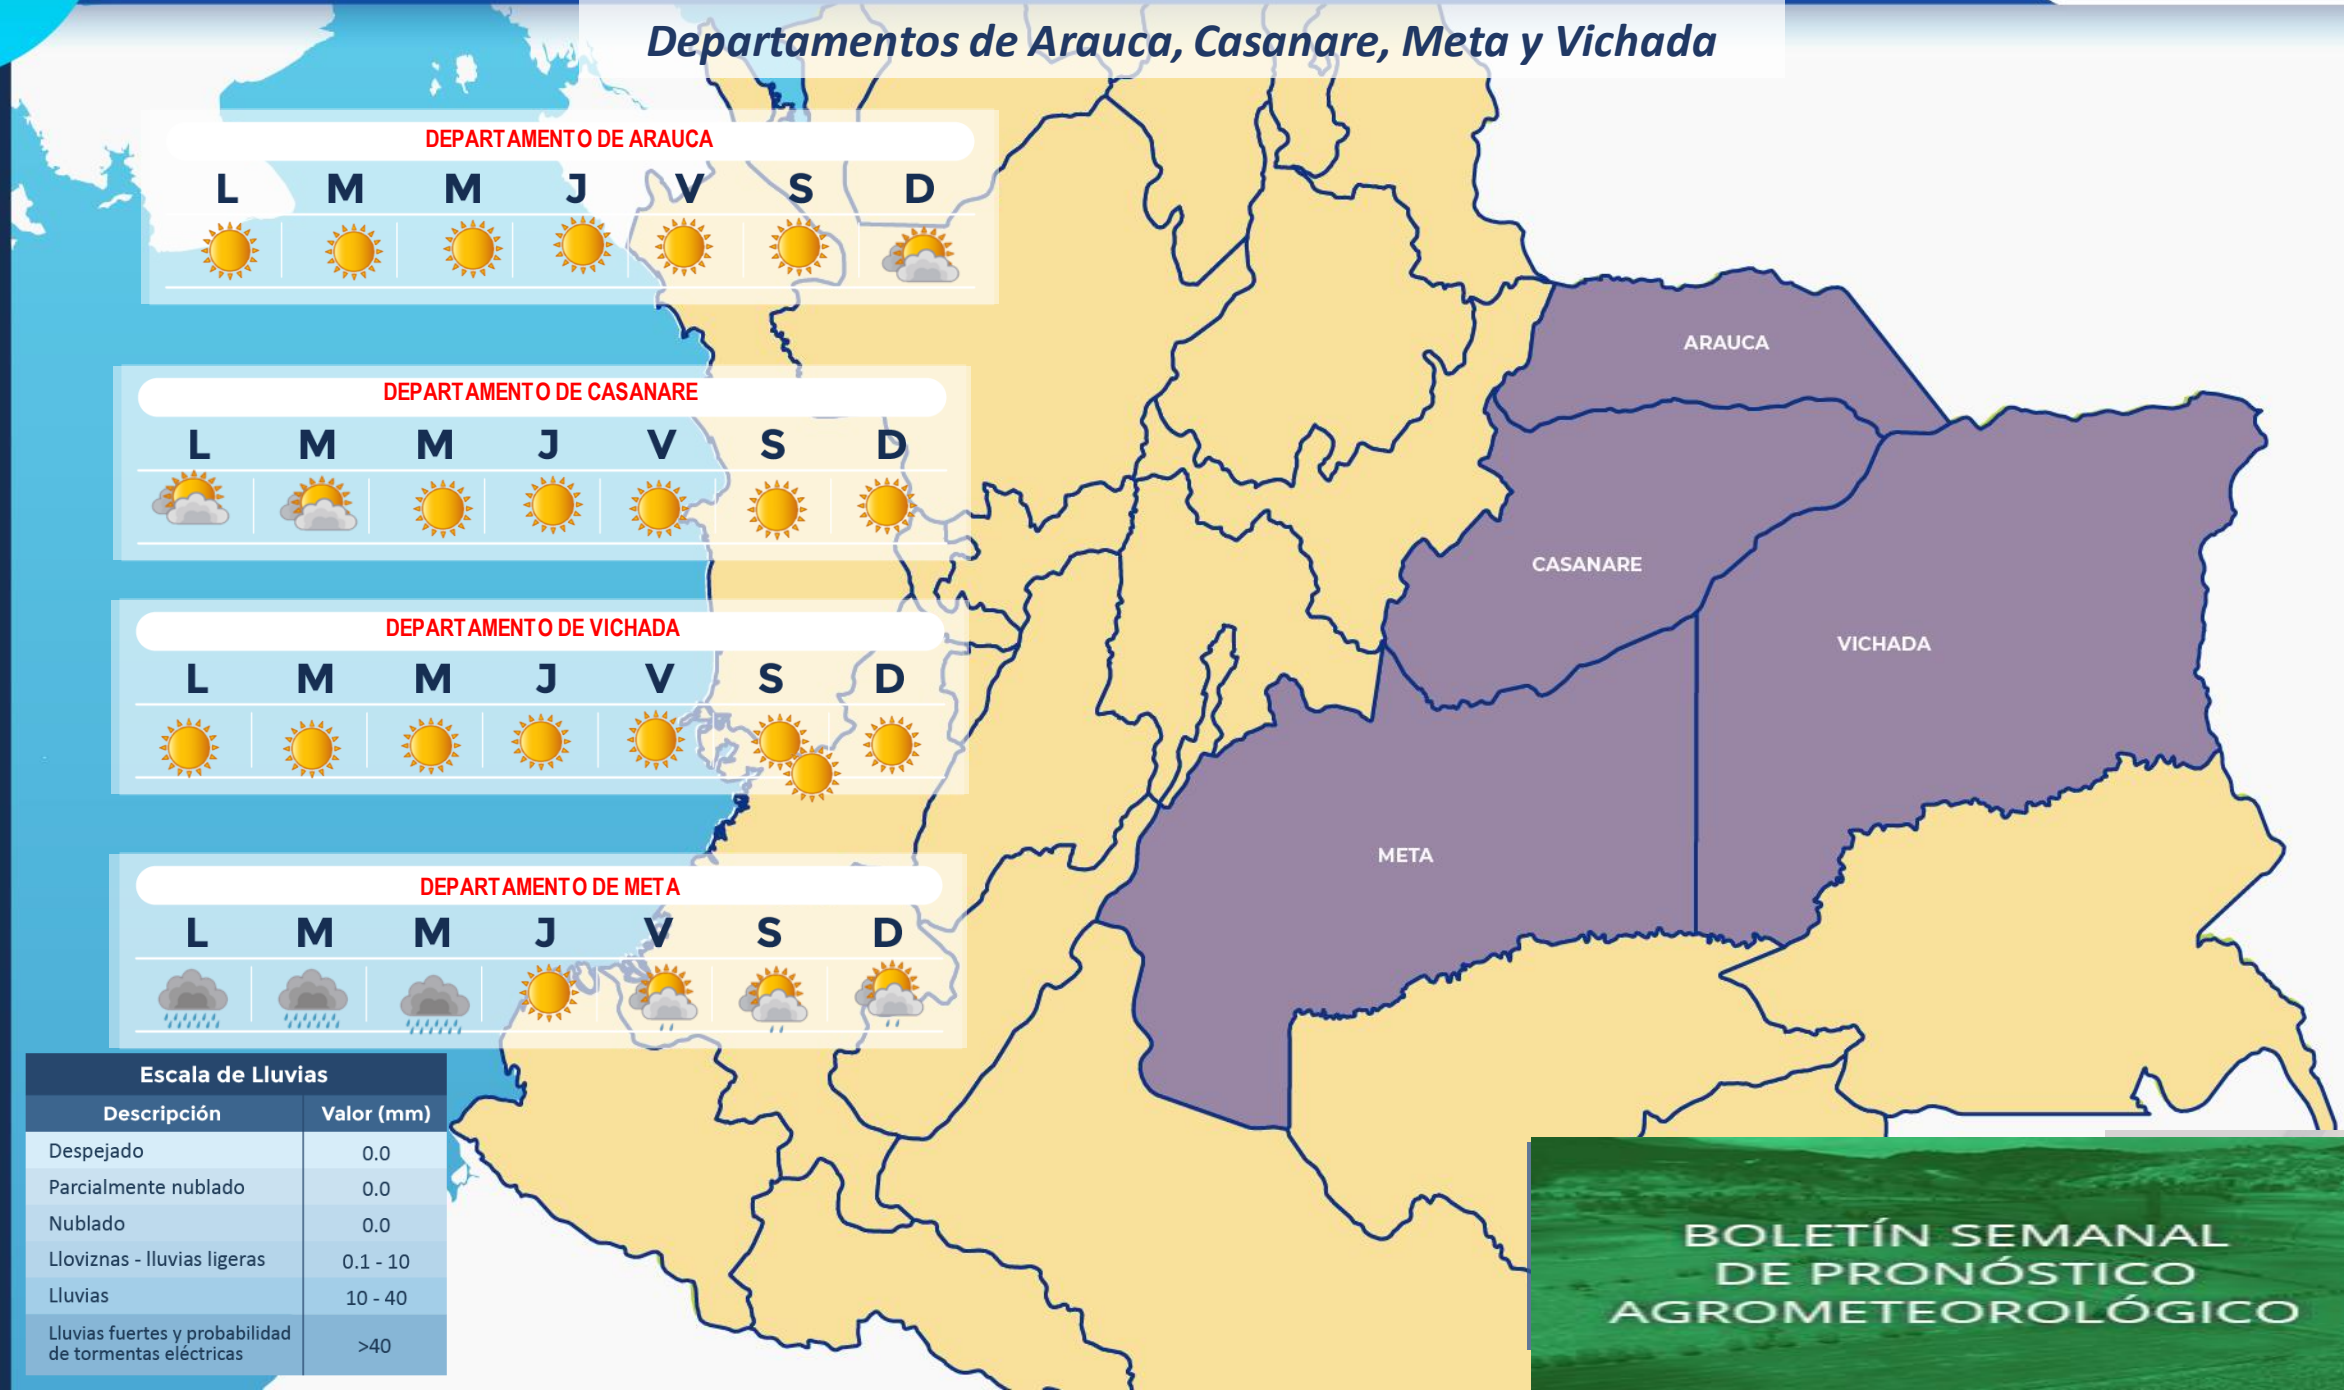 Departamentos de Arauca, Casanare, Meta y Vichada
DEPARTAMENTO DE ARAUCA
L M M J V S D
DEPARTAMENTO DE CASANARE
L M M J V S D
DEPARTAMENTO DE VICHADA
L M M J V S D
DEPARTAMENTO DE META
L M M J V S D
ARAUCA
CASANARE
VICHADA
META
Escala de Lluvias
Descripción Valor (mm)
Despejado 0.0
Parcialmente nublado 0.0
Nublado 0.0
Lloviznas - lluvias ligeras 0.1 - 10
Lluvias 10 - 40
Lluvias fuertes y probabilidad
de tormentas eléctricas >40
BOLETÍN SEMANAL
DE PRONÓSTICO
AGROMETEOROLÓGICO